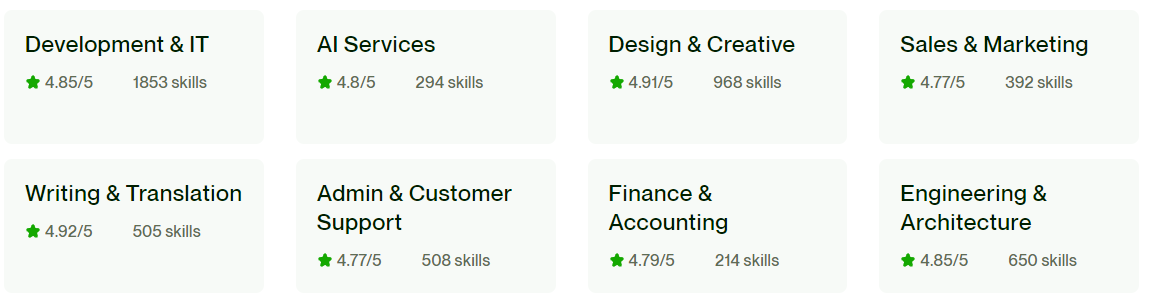 Development & IT
4.85/5 1853 skills
AI Services
4.8/5 294 skills
Design & Creative
4.91/5 968 skills
Sales & Marketing
4.77/5 392 skills
Writing & Translation
4.92/5 505 skills
Admin & Customer
Support
4.77/5 508 skills
Finance &
Accounting
4.79/5 214 skills
Engineering &
Architecture
4.85/5 650 skills